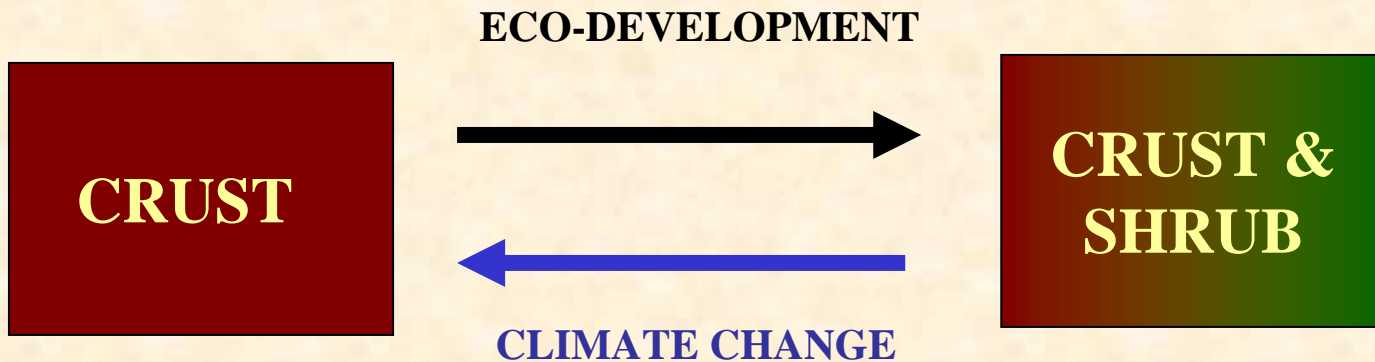 ECO-DEVELOPMENT
CRUST
CRUST &
SHRUB
CLIMATE CHANGE